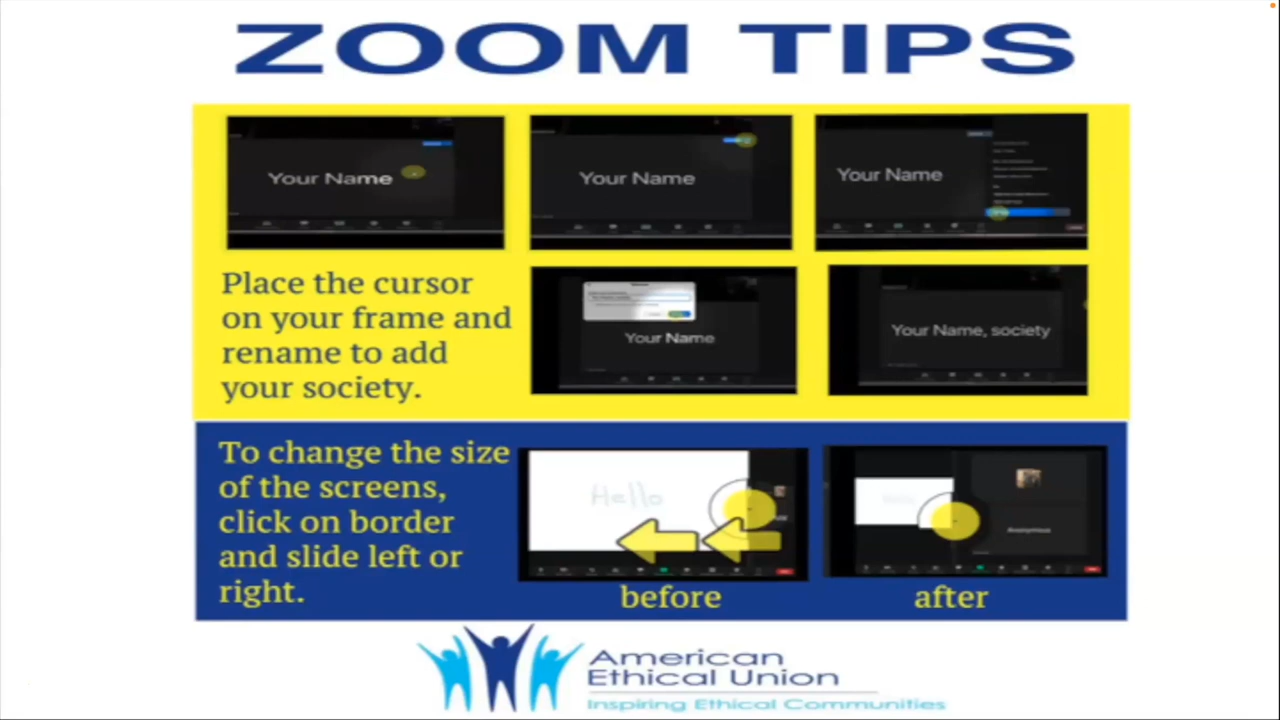 ZOOM TIPS
Your Name
Your Name
Your Name
Place the cursor
on your frame and
rename to add
your society.
Your Name
Your Name, society
To change the size
of the screens,
click on border
and slide left or
right.
Hello
Anonymous
before
after
American
Ethical Union
Inspiring Ethical Communities